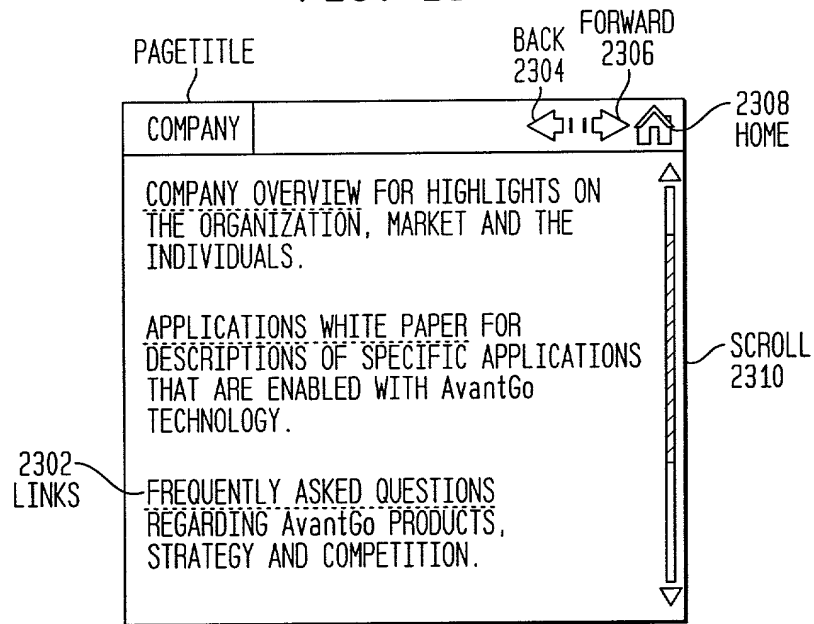 PAGETITLE
BACK
2304
FORWARD
2306
2308
HOME
COMPANY
COMPANY OVERVIEW FOR HIGHLIGHTS ON
THE ORGANIZATION, MARKET AND THE
INDIVIDUALS.
APPLICATIONS WHITE PAPER FOR
DESCRIPTIONS OF SPECIFIC APPLICATIONS
THAT ARE ENABLED WITH AvantGo
TECHNOLOGY.
SCROLL
2310
2302
LINKS
FREQUENTLY ASKED QUESTIONS
REGARDING AvantGo PRODUCTS,
STRATEGY AND COMPETITION.